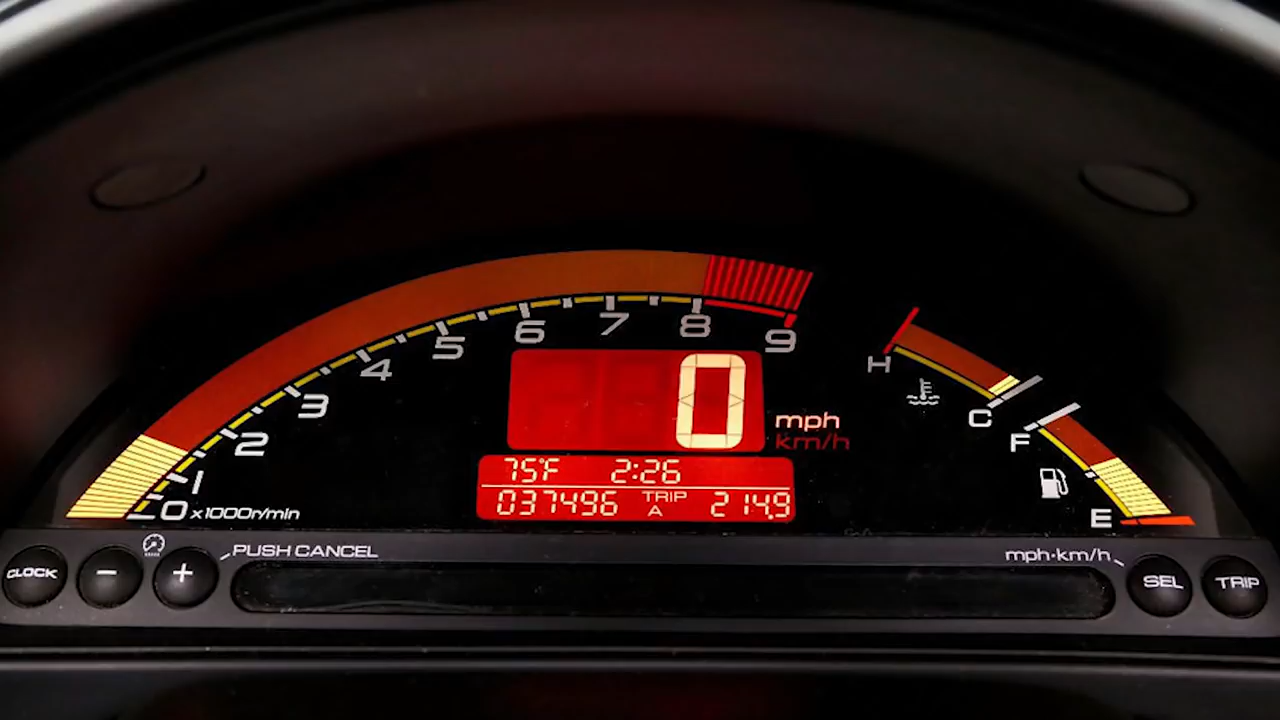 0 1 2 3 4 5 6 7 8 9
x1000r/min
0
mph
km/h
75°F 2:26
037496 TRIP A 214.9
H
C
F
E
CLOCK - + PUSH CANCEL
mph·km/h
SEL TRIP